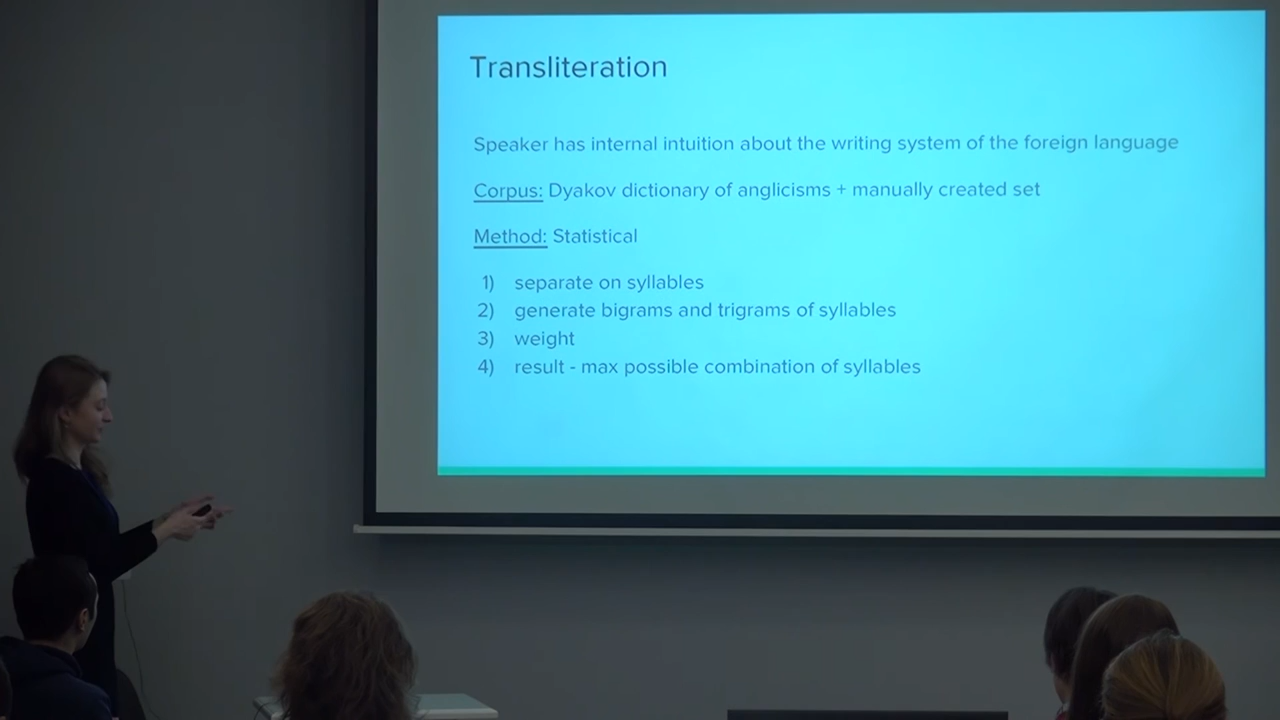 Transliteration
Speaker has internal intuition about the writing system of the foreign language
Corpus: Dyakov dictionary of anglicisms + manually created set
Method: Statistical
1) separate on syllables
2) generate bigrams and trigrams of syllables
3) weight
4) result - max possible combination of syllables